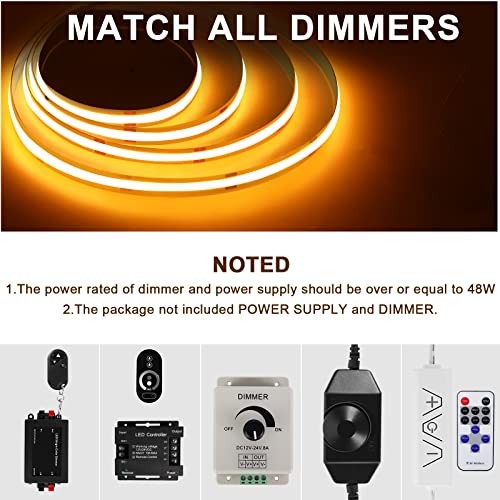 MATCH ALL DIMMERS
NOTED
1.The power rated of dimmer and power supply should be over or equal to 48W
2.The package not included POWER SUPPLY and DIMMER.
LED Controller
DIMMER
OFF
ON
DC12V-24V,8A
IN
OUT
V+V-V+V-